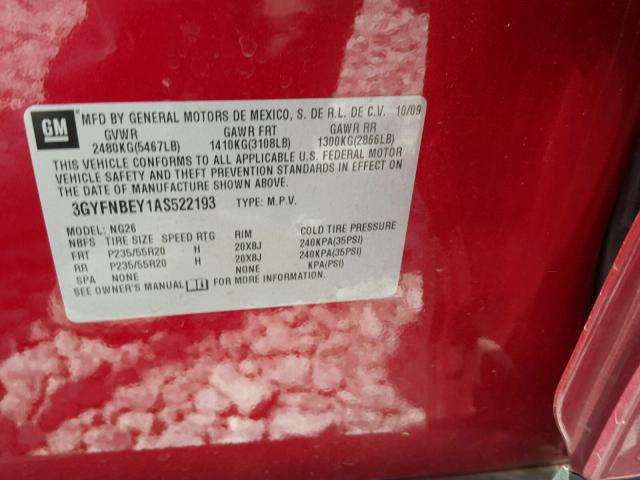 GM
MFD BY GENERAL MOTORS DE MEXICO, S. DE R.L. DE C.V. 10/09
GVWR GAWR FRT GAWR RR
2480KG(5467LB) 1410KG(3108LB) 1300KG(2866LB)
THIS VEHICLE CONFORMS TO ALL APPLICABLE U.S. FEDERAL MOTOR
VEHICLE SAFETY AND THEFT PREVENTION STANDARDS IN EFFECT ON
THE DATE OF MANUFACTURE SHOWN ABOVE.
3GYFNBEY1AS522193 TYPE: M.P.V.
MODEL: NG26
NBFS TIRE SIZE SPEED RTG RIM COLD TIRE PRESSURE
FRT P235/55R20 H 20X8J 240KPA(35PSI)
RR P235/55R20 H 20X8J 240KPA(35PSI)
SPA NONE NONE KPA(PSI)
SEE OWNER'S MANUAL FOR MORE INFORMATION.